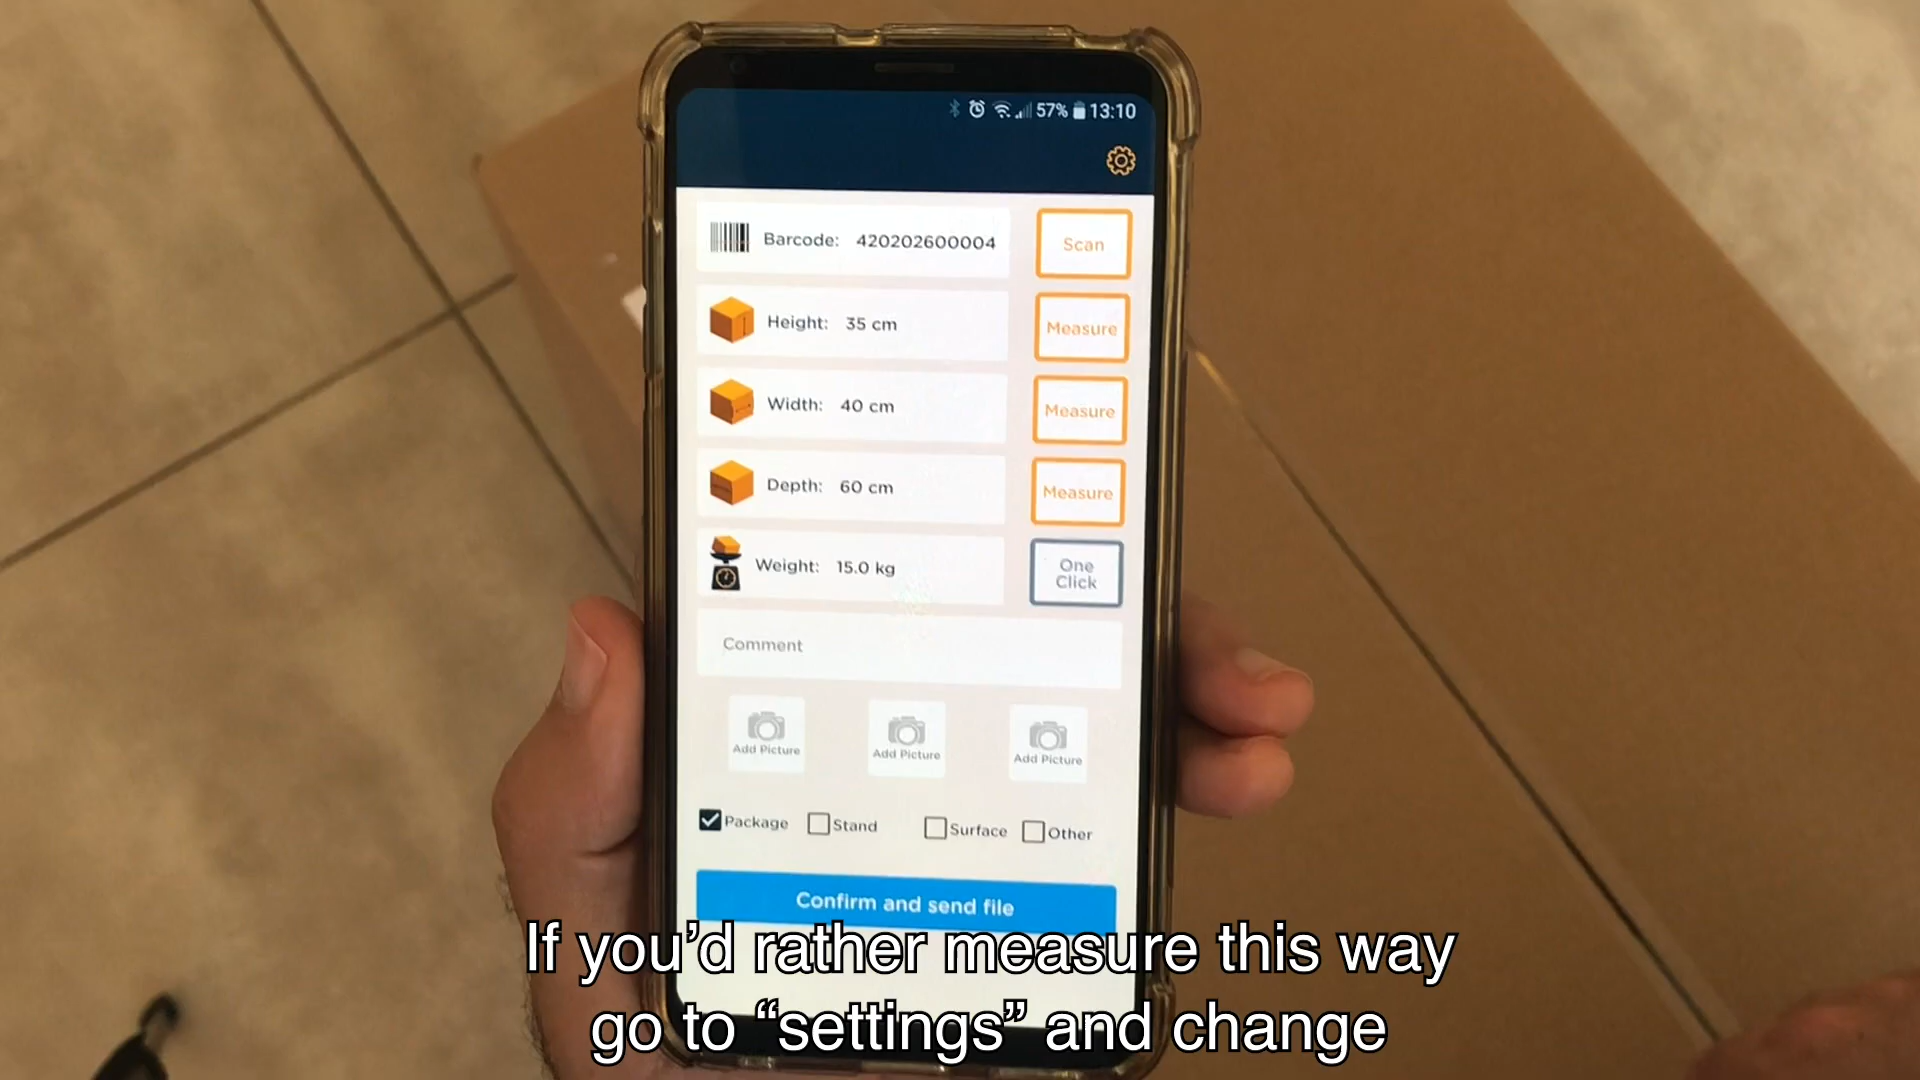 57% 13:10
Barcode: 420202600004 Scan
Height: 35 cm Measure
Width: 40 cm Measure
Depth: 60 cm Measure
Weight: 15.0 kg One Click
Comment
Add Picture Add Picture Add Picture
Package Stand Surface Other
Confirm and send file
If you’d rather measure this way
go to “settings” and change